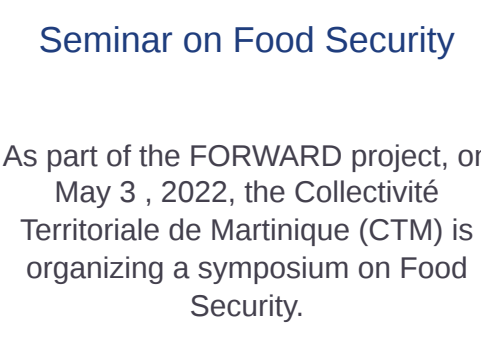 Seminar on Food Security
As part of the FORWARD project, on
May 3 , 2022, the Collectivité
Territoriale de Martinique (CTM) is
organizing a symposium on Food
Security.